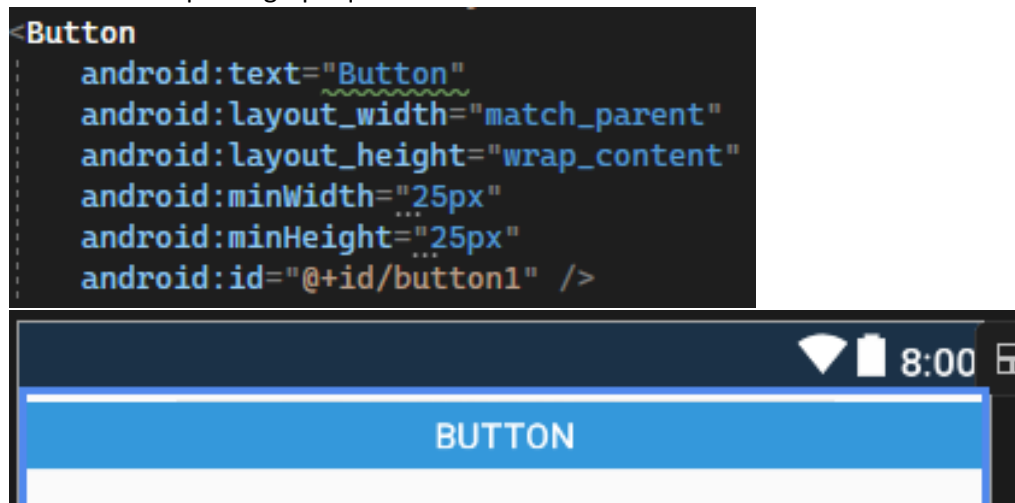 <Button
android:text="Button"
android:layout_width="match_parent"
android:layout_height="wrap_content"
android:minWidth="25px"
android:minHeight="25px"
android:id="@+id/button1" />
8:00
BUTTON